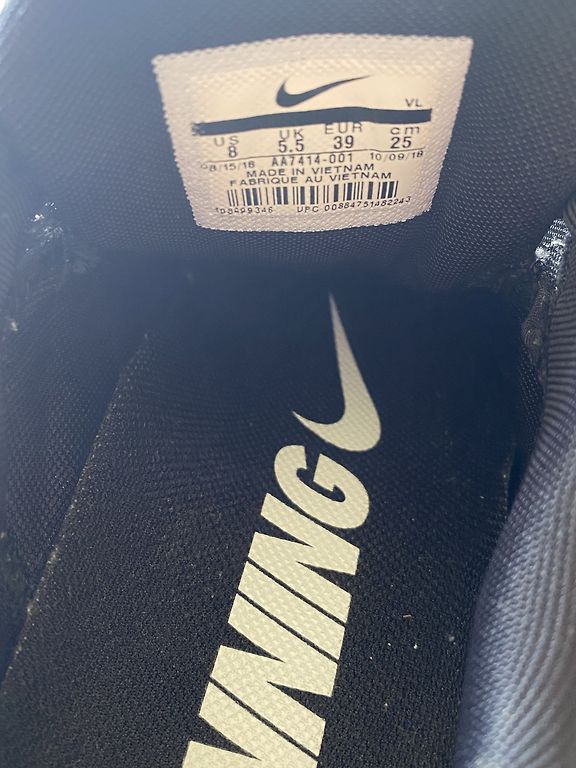 VL
US UK EUR cm
8 5.5 39 25
08/15/18 AA7414-001 10/09/18
MADE IN VIETNAM
FABRIQUE AU VIETNAM
UPC 00884751482243
NNING